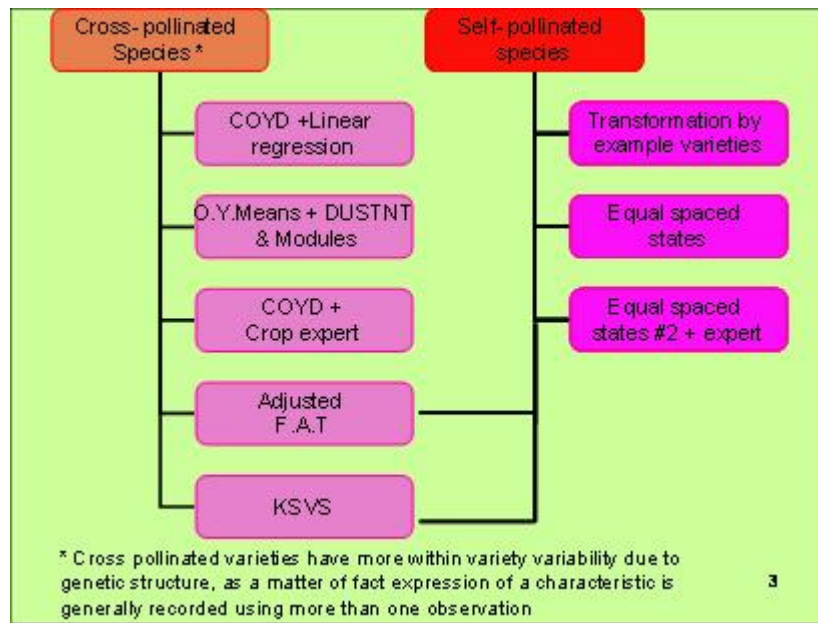 Cross-pollinated
Species *
Self-pollinated
species
COYD +Linear
regression
Transformation by
example varieties
O.Y.Means + DUSTNT
& Modules
Equal spaced
states
COYD +
Crop expert
Equal spaced
states #2 + expert
Adjusted
F.A.T
KSVS
* Cross pollinated varieties have more within variety variability due to
genetic structure, as a matter of fact expression of a characteristic is
generally recorded using more than one observation
3